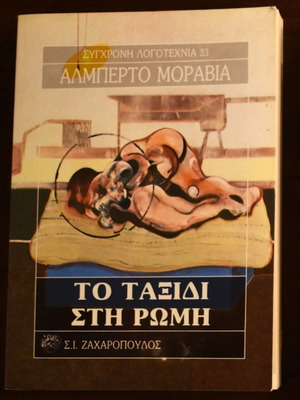 ΣΥΓΧΡΟΝΗ ΛΟΓΟΤΕΧΝΙΑ 33
ΑΛΜΠΕΡΤΟ ΜΟΡΑΒΙΑ
ΤΟ ΤΑΞΙΔΙ
ΣΤΗ ΡΩΜΗ
Σ.Ι. ΖΑΧΑΡΟΠΟΥΛΟΣ